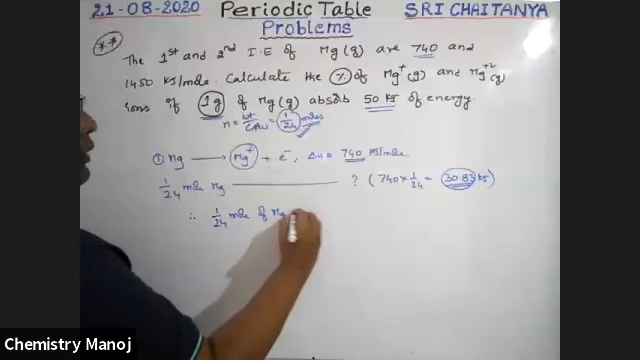 21-08-2020 Periodic Table SRI CHAITANYA
Problems
** The 1st and 2nd I.E of Mg(g) are 740 and
1450 KJ/mole. Calculate the % of Mg+(g) and Mg+2(g)
ions if 1g of Mg(g) absorb 50 KJ of energy.
n = wt/GAW = 1/24 moles
① Mg → Mg+ + e-, ΔH = 740 KJ/mole
1/24 mole Mg ? (740 × 1/24 = 30.83 KJ)
∴ 1/24 mole of Mg
Chemistry Manoj